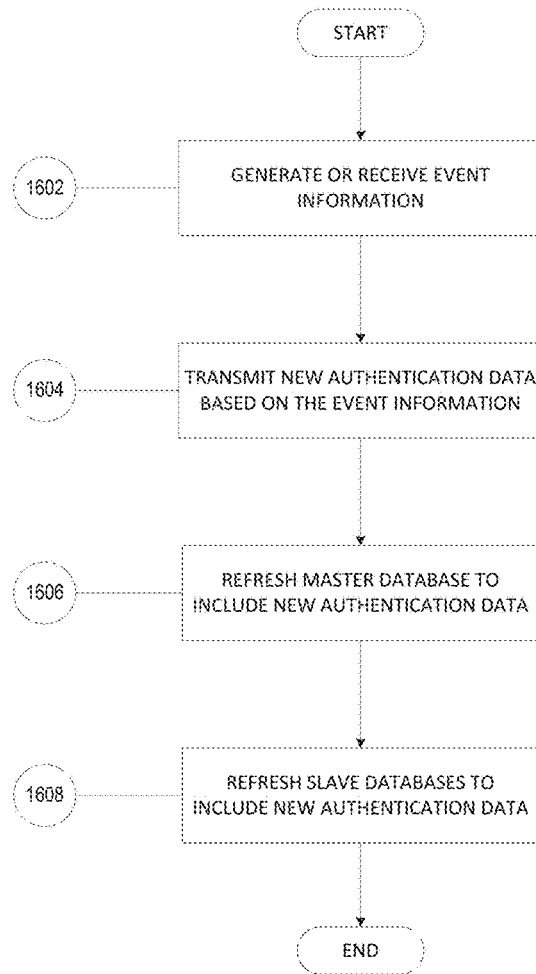 START
1602
GENERATE OR RECEIVE EVENT
INFORMATION
1604
TRANSMIT NEW AUTHENTICATION DATA
BASED ON THE EVENT INFORMATION
1606
REFRESH MASTER DATABASE TO
INCLUDE NEW AUTHENTICATION DATA
1608
REFRESH SLAVE DATABASES TO
INCLUDE NEW AUTHENTICATION DATA
END